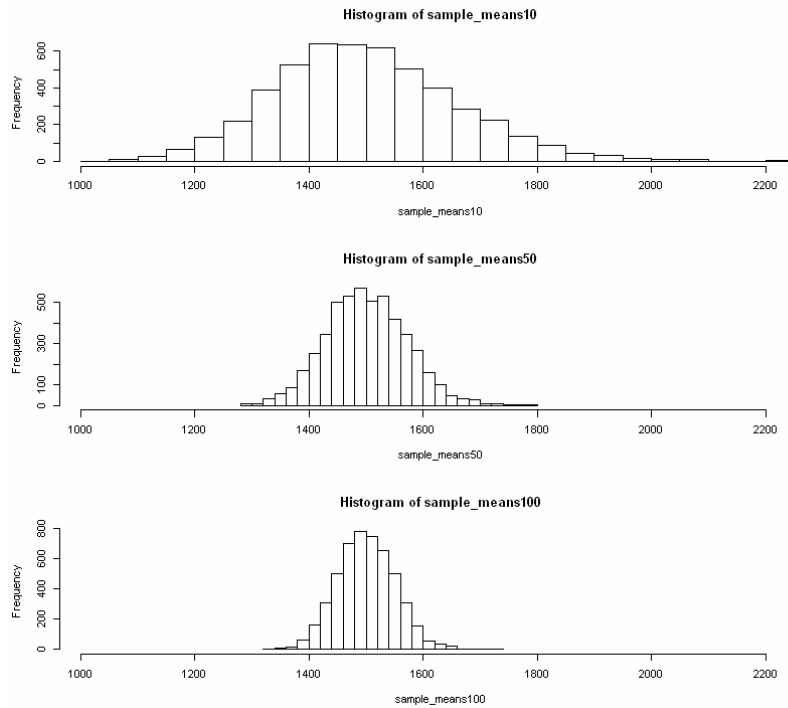 Histogram of sample_means10
Frequency
600
400
200
0
1000 1200 1400 1600 1800 2000 2200
sample_means10
Histogram of sample_means50
Frequency
500
300
100
0
1000 1200 1400 1600 1800 2000 2200
sample_means50
Histogram of sample_means100
Frequency
800
600
400
200
0
1000 1200 1400 1600 1800 2000 2200
sample_means100